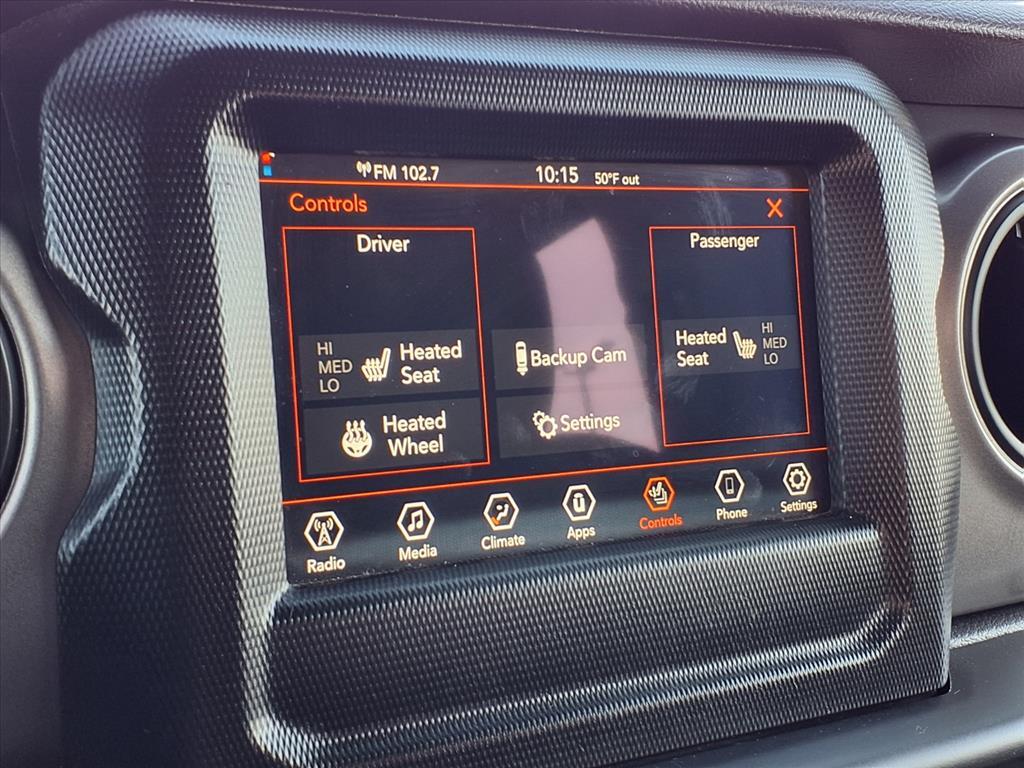 FM 102.7 10:15 50°F out
Controls
Driver
HI
MED
LO
Heated
Seat
Heated
Wheel
Backup Cam
Settings
Passenger
Heated
Seat
HI
MED
LO
Radio Media Climate Apps Controls Phone Settings